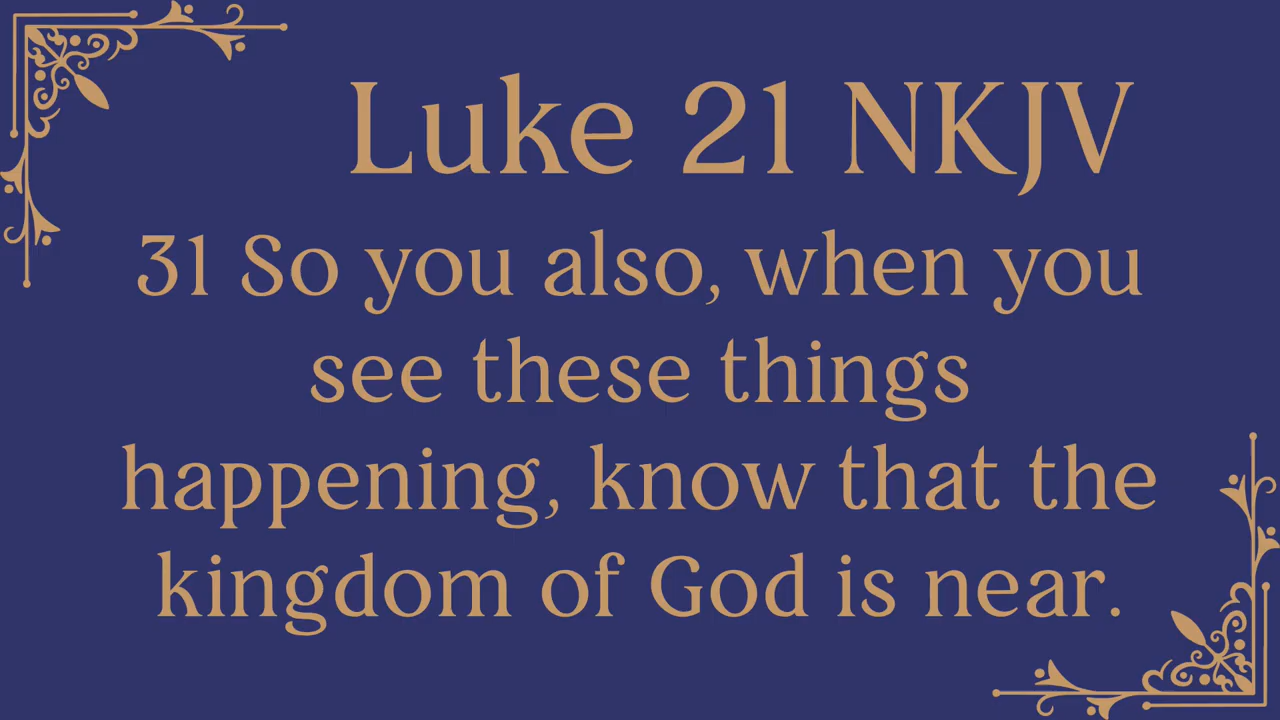 Luke 21 NKJV
31 So you also, when you
see these things
happening, know that the
kingdom of God is near.